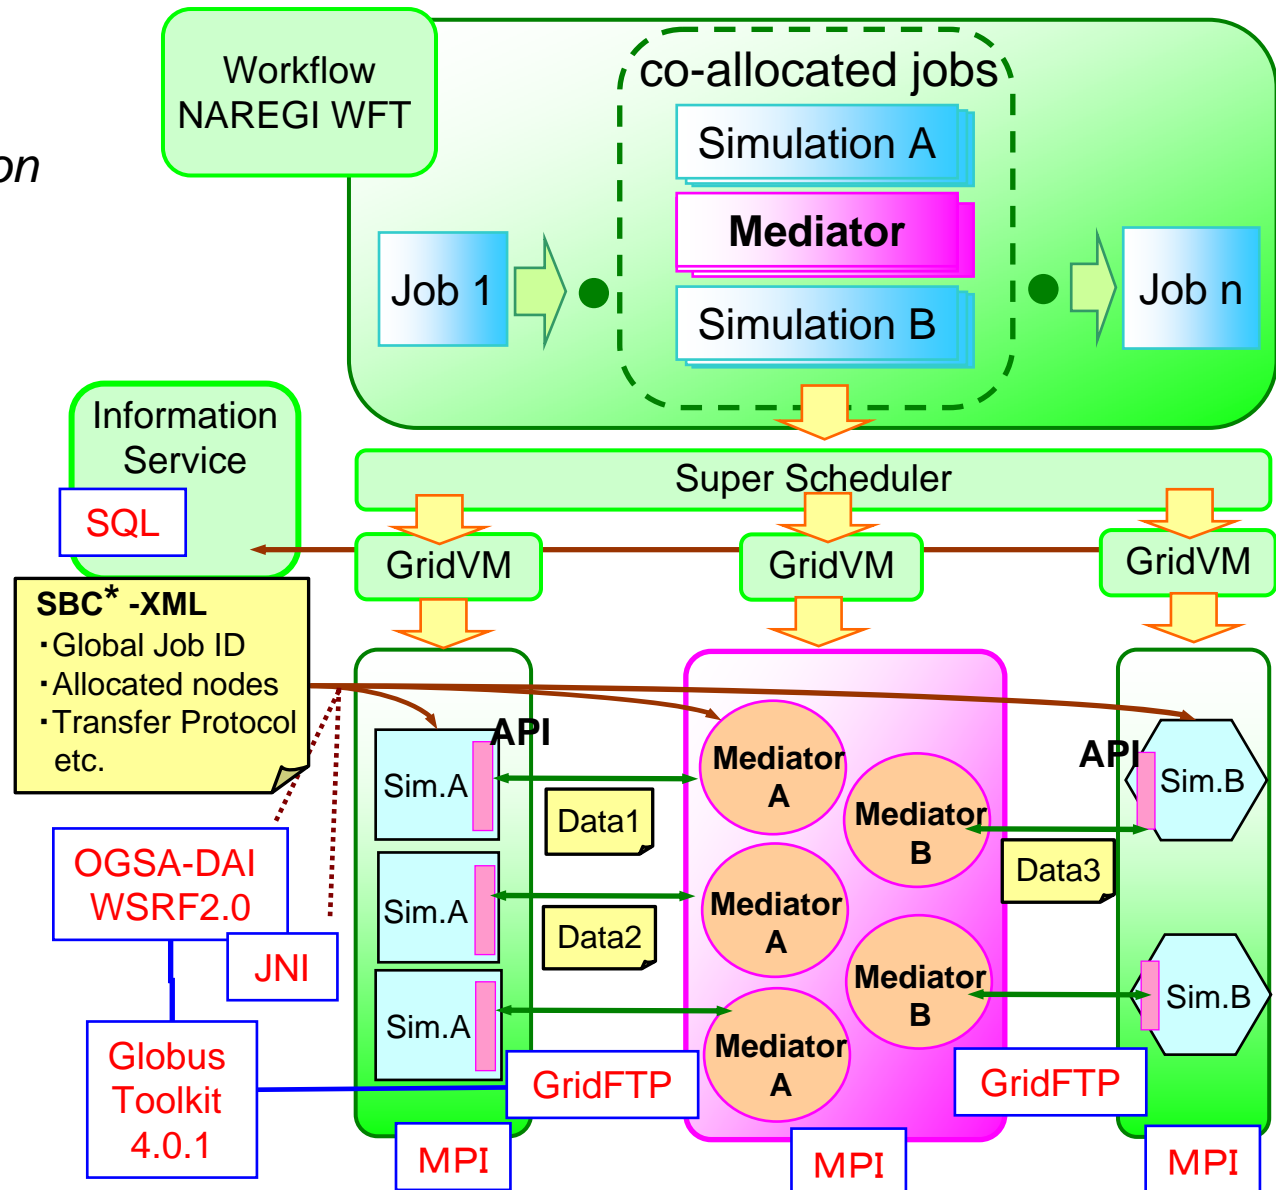 Workflow
NAREGI WFT
on
co-allocated jobs
Simulation A
Mediator
Simulation B
Job 1
Job n
Information
Service
SQL
Super Scheduler
GridVM
GridVM
GridVM
SBC* -XML
・Global Job ID
・Allocated nodes
・Transfer Protocol
etc.
API
API
Sim.A
Sim.A
Sim.A
Data1
Data2
Mediator
A
Mediator
A
Mediator
A
Mediator
B
Mediator
B
Data3
Sim.B
Sim.B
OGSA-DAI
WSRF2.0
JNI
Globus
Toolkit
4.0.1
GridFTP
GridFTP
MPI
MPI
MPI